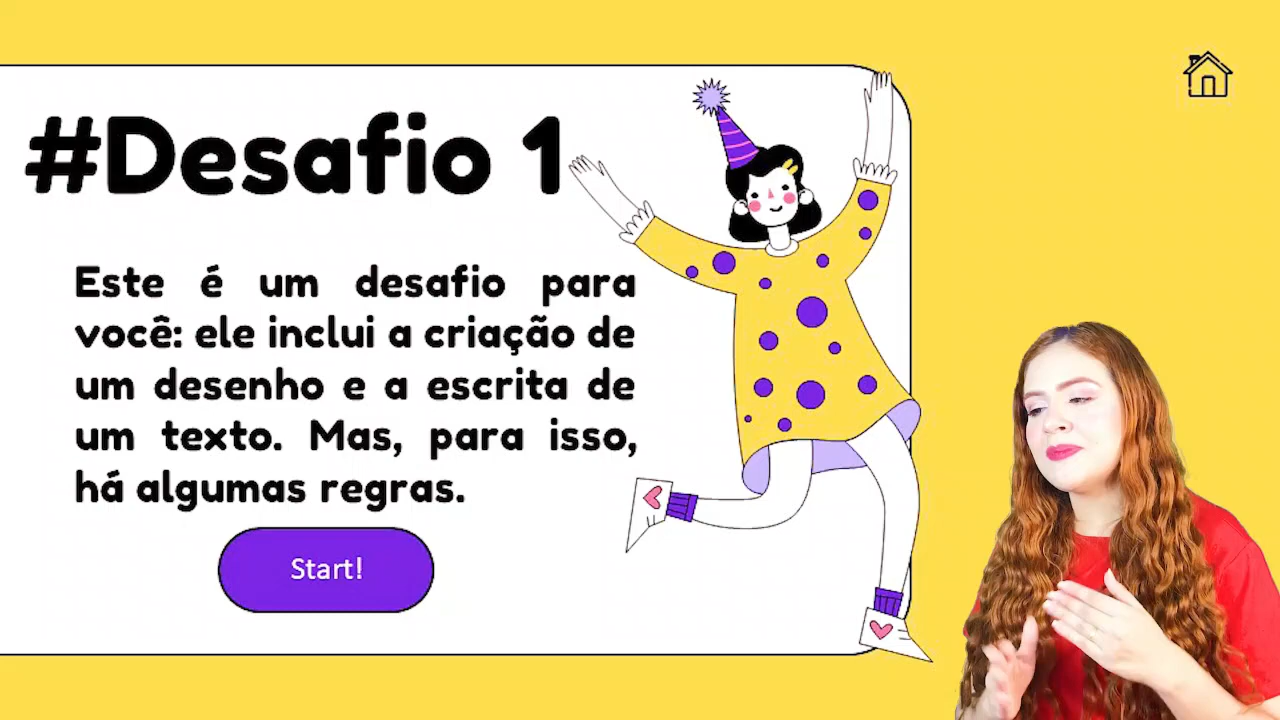 #Desafio 1
Este é um desafio para
você: ele inclui a criação de
um desenho e a escrita de
um texto. Mas, para isso,
há algumas regras.
Start!